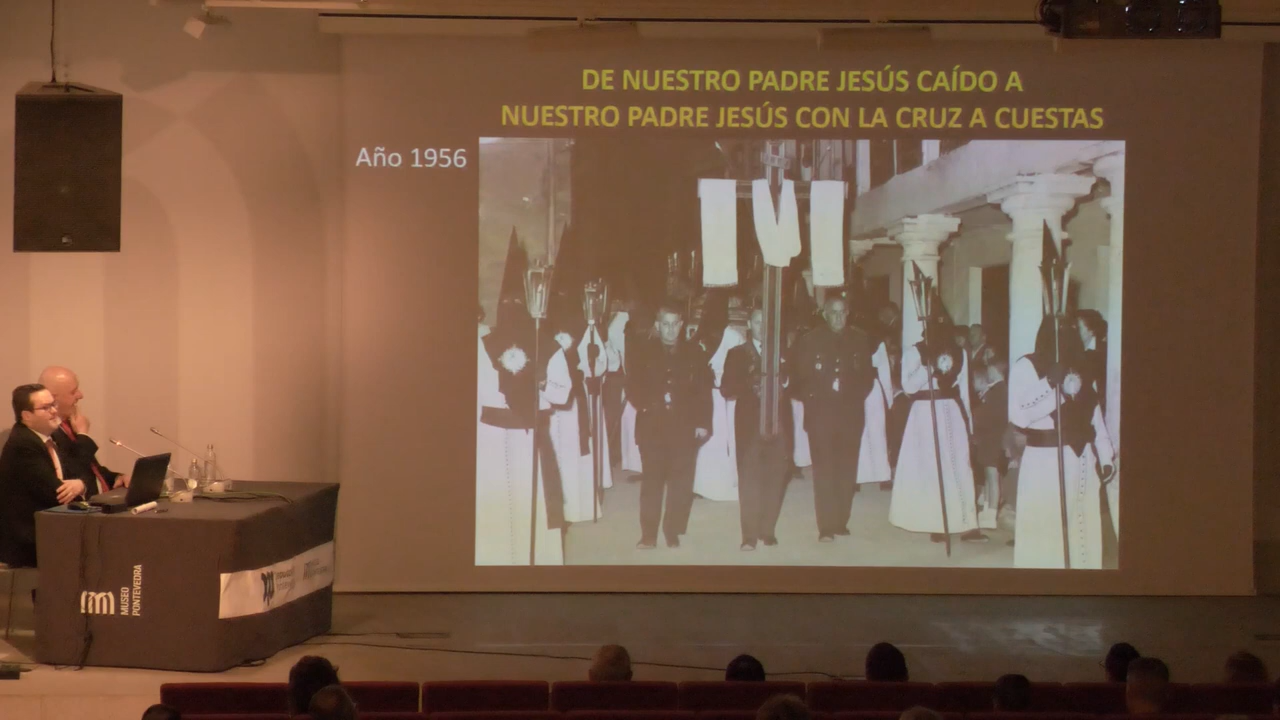 DE NUESTRO PADRE JESÚS CAÍDO A
NUESTRO PADRE JESÚS CON LA CRUZ A CUESTAS
Año 1956
MUSEO
PONTEVEDRA